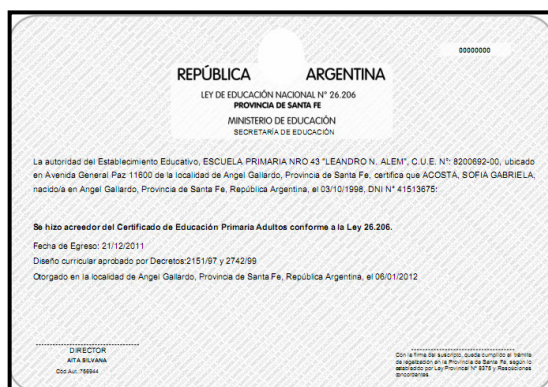 00000000
REPÚBLICA ARGENTINA
LEY DE EDUCACIÓN NACIONAL N° 26.206
PROVINCIA DE SANTA FE
MINISTERIO DE EDUCACIÓN
SECRETARÍA DE EDUCACIÓN
La autoridad del Establecimiento Educativo, ESCUELA PRIMARIA NRO 43 "LEANDRO N. ALEM", C.U.E. N°: 8200692-00, ubicado
en Avenida General Paz 11600 de la localidad de Angel Gallardo, Provincia de Santa Fe, certifica que ACOSTA, SOFIA GABRIELA,
nacido/a en Angel Gallardo, Provincia de Santa Fe, República Argentina, el 03/10/1998, DNI N° 41513675:
Se hizo acreedor del Certificado de Educación Primaria Adultos conforme a la Ley 26.206.
Fecha de Egreso: 21/12/2011
Diseño curricular aprobado por Decretos:2151/97 y 2742/99
Otorgado en la localidad de Angel Gallardo, Provincia de Santa Fe, República Argentina, el 06/01/2012
DIRECTOR
AITA SILVANA
Cód Aut.:756844
Con la firma del suscripto, queda cumplido el trámite
de legalización en la Provincia de Santa Fe, según lo
establecido por Ley Provincial N° 8375 y Resoluciones
concordantes.